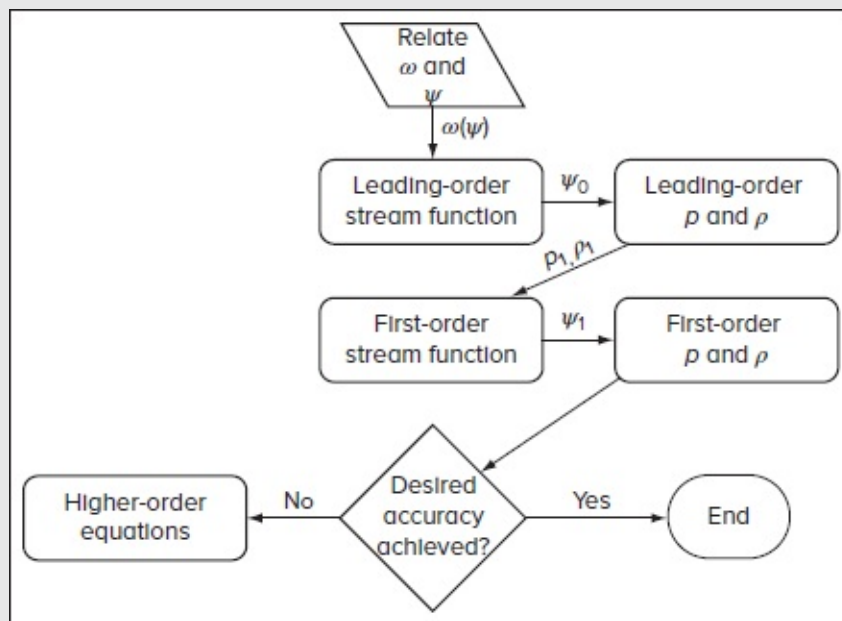 Relate
ω and
ψ
ω(ψ)
Leading-order
stream function
ψ₀
Leading-order
p and ρ
p₁,ρ₁
First-order
stream function
ψ₁
First-order
p and ρ
Desired
accuracy
achieved?
No
Yes
Higher-order
equations
End